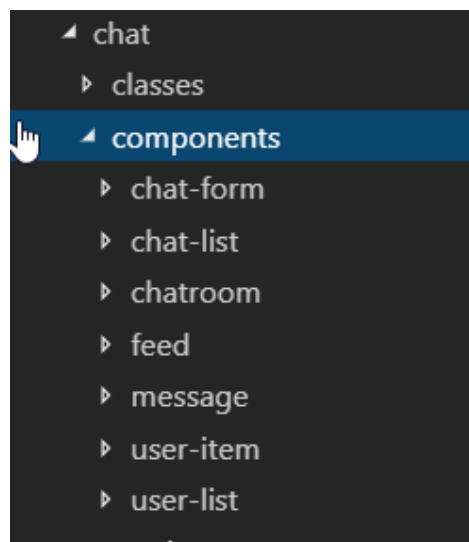 chat
classes
components
chat-form
chat-list
chatroom
feed
message
user-item
user-list